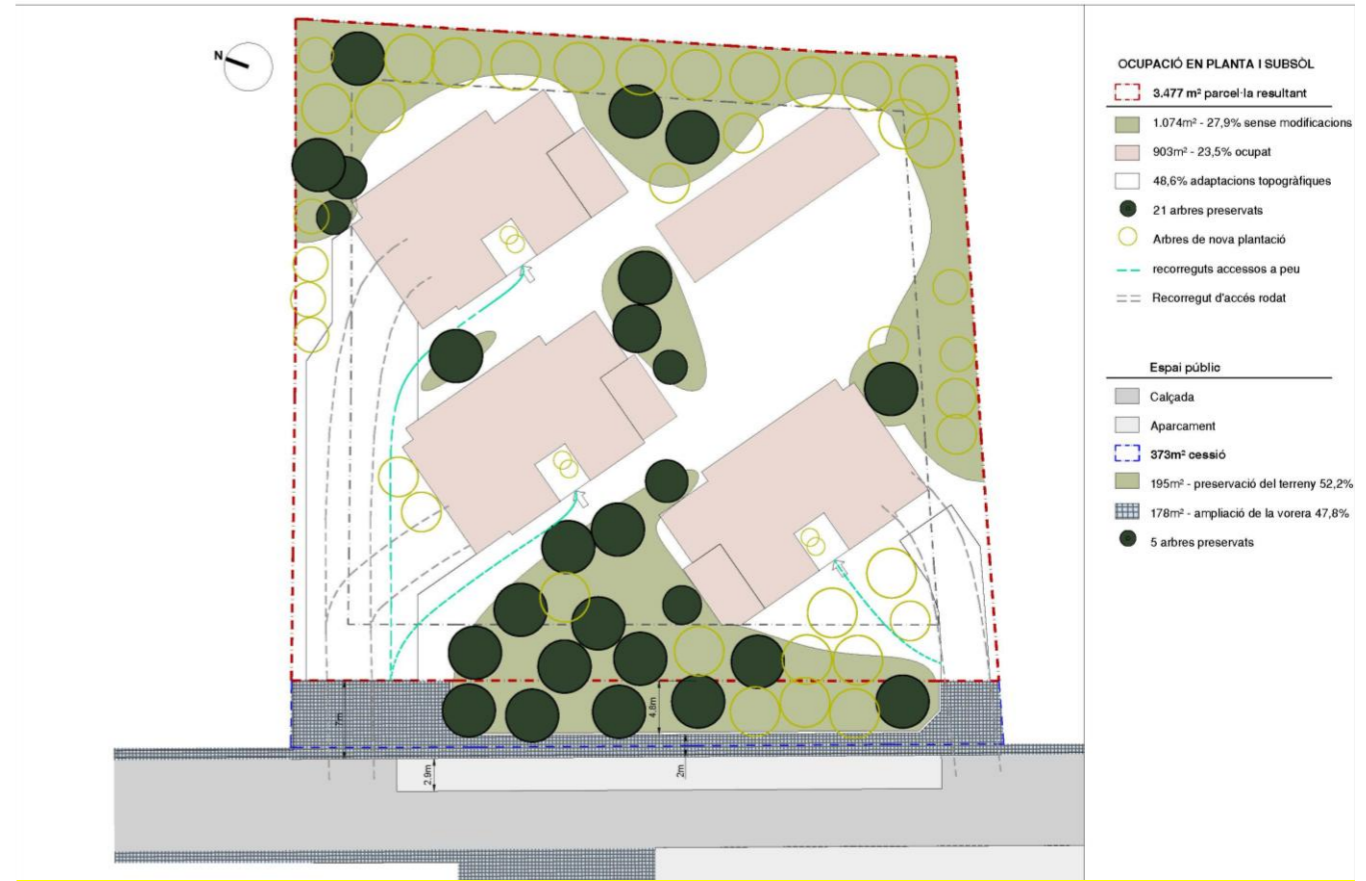 N
OCUPACIÓ EN PLANTA I SUBSÒL
3.477 m² parcel·la resultant
1.074m² - 27,9% sense modificacions
903m² - 23,5% ocupat
48,6% adaptacions topogràfiques
21 arbres preservats
Arbres de nova plantació
recorreguts accessos a peu
Recorregut d'accés rodat
Espai públic
Calçada
Aparcament
373m² cessió
195m² - preservació del terreny 52,2%
178m² - ampliació de la vorera 47,8%
5 arbres preservats
7m
4.8m
2.9m
2m